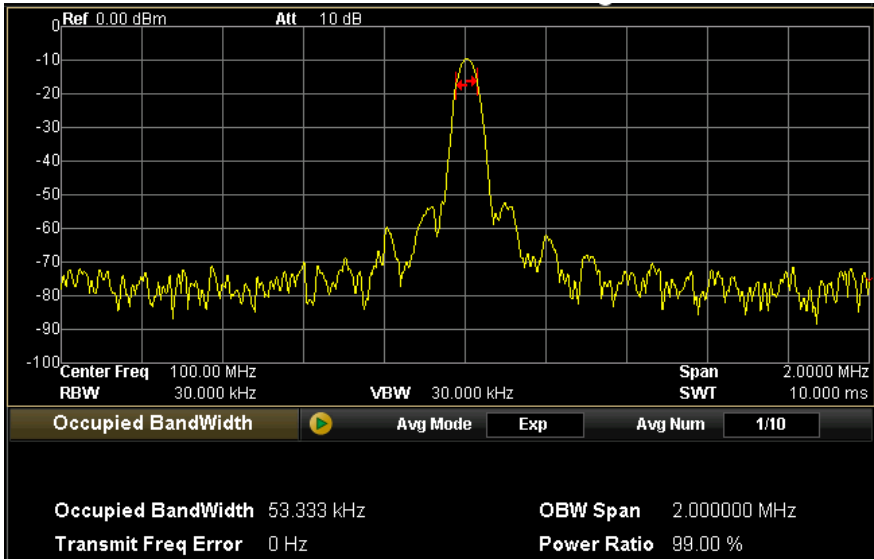 Ref 0.00 dBm Att 10 dB
0
-10
-20
-30
-40
-50
-60
-70
-80
-90
-100
Center Freq 100.00 MHz Span 2.0000 MHz
RBW 30.000 kHz VBW 30.000 kHz SWT 10.000 ms
Occupied BandWidth Avg Mode Exp Avg Num 1/10
Occupied BandWidth 53.333 kHz OBW Span 2.000000 MHz
Transmit Freq Error 0 Hz Power Ratio 99.00 %